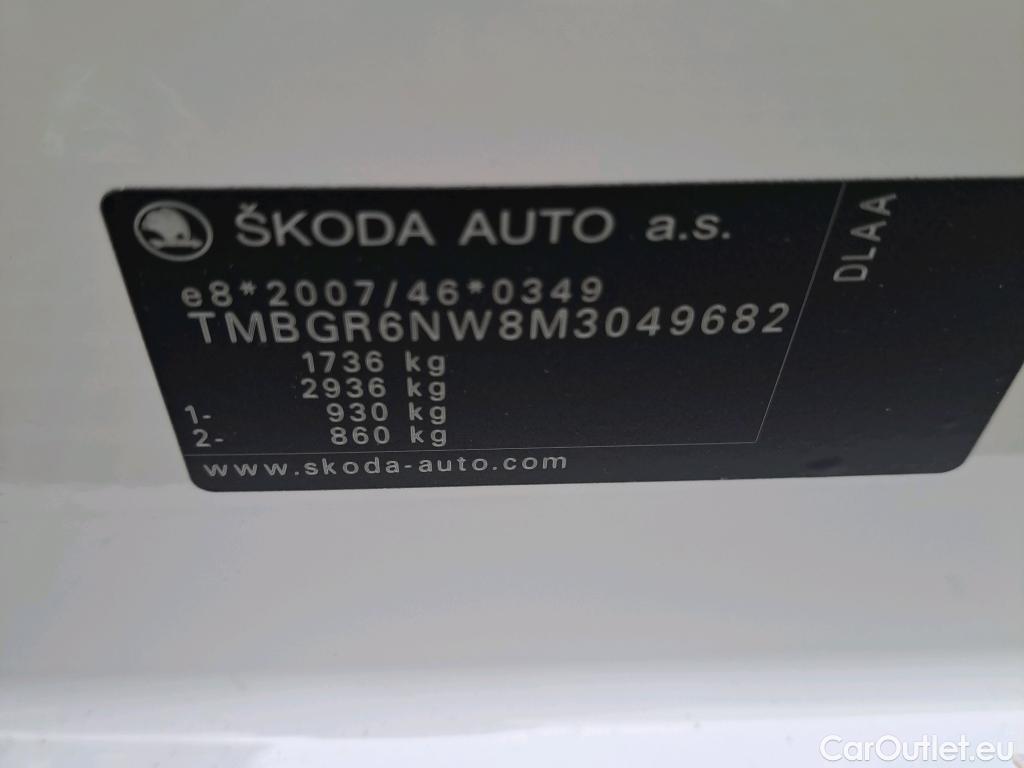 ŠKODA AUTO a.s.
DLAA
e8*2007/46*0349
TMBGR6NW8M3049682
1736 kg
2936 kg
1- 930 kg
2- 860 kg
www.skoda-auto.com
CarOutlet.eu